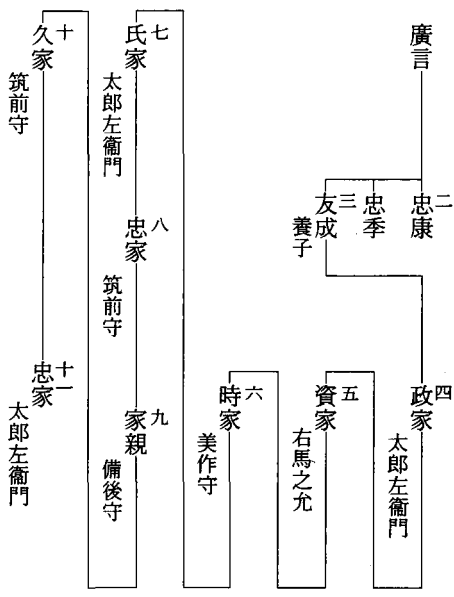 廣言
二
忠康
忠季
三
友成
養子
四
政家
太郎左衞門
五
資家
右馬之允
六
時家
美作守
七
氏家
太郎左衞門
八
忠家
筑前守
九
家親
備後守
十
久家
筑前守
十一
忠家
太郎左衞門